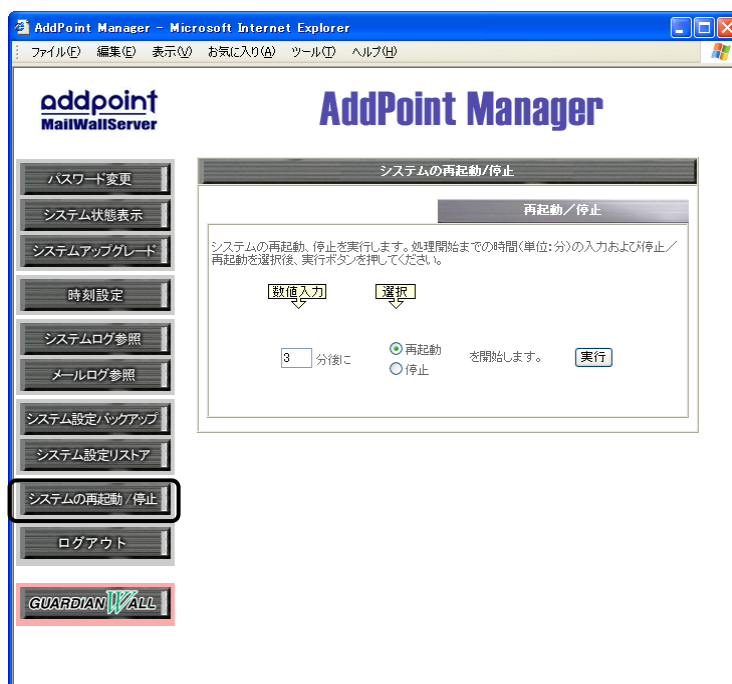 AddPoint Manager - Microsoft Internet Explorer
ファイル(F) 編集(E) 表示(V) お気に入り(A) ツール(T) ヘルプ(H)
addpoint
MailWallServer
AddPoint Manager
パスワード変更
システム状態表示
システムアップグレード
時刻設定
システムログ参照
メールログ参照
システム設定バックアップ
システム設定リストア
システムの再起動/停止
ログアウト
GUARDIAN WALL
システムの再起動/停止
再起動／停止
システムの再起動、停止を実行します。処理開始までの時間(単位:分)の入力および停止／
再起動を選択後、実行ボタンを押してください。
数値入力 選択
3 分後に 再起動 を開始します。 実行
停止